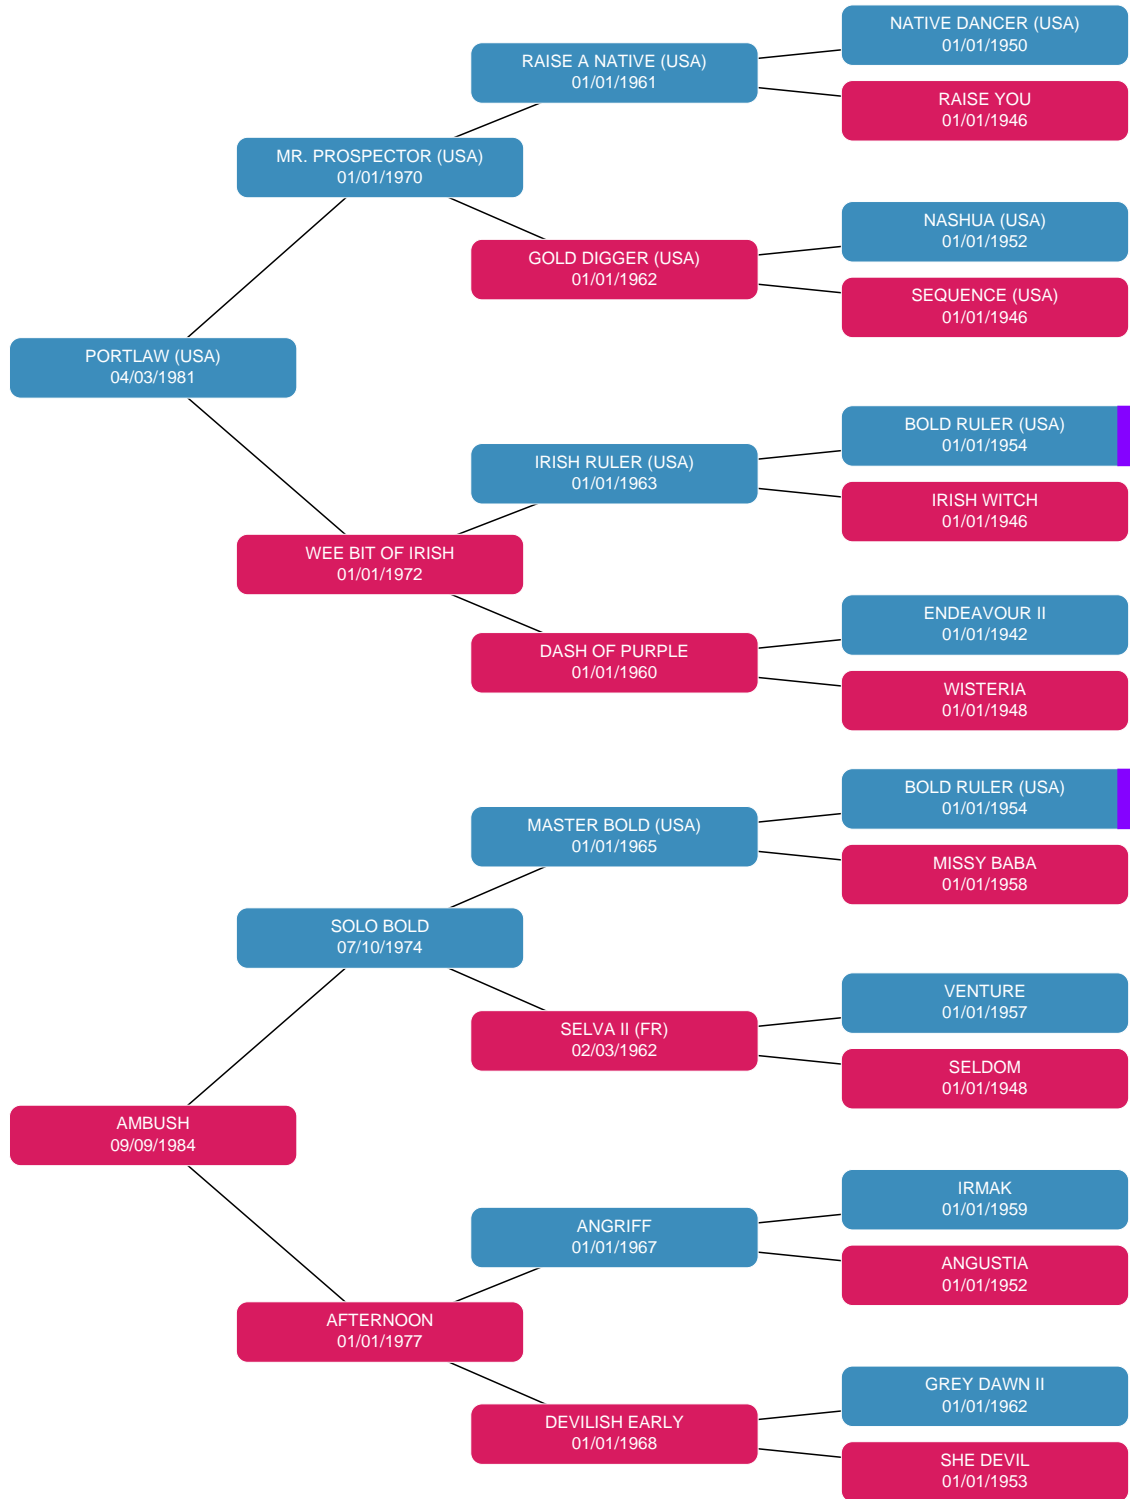 NATIVE DANCER (USA)
01/01/1950
RAISE A NATIVE (USA)
01/01/1961
RAISE YOU
01/01/1946
MR. PROSPECTOR (USA)
01/01/1970
NASHUA (USA)
01/01/1952
GOLD DIGGER (USA)
01/01/1962
SEQUENCE (USA)
01/01/1946
PORTLAW (USA)
04/03/1981
BOLD RULER (USA)
01/01/1954
IRISH RULER (USA)
01/01/1963
IRISH WITCH
01/01/1946
WEE BIT OF IRISH
01/01/1972
ENDEAVOUR II
01/01/1942
DASH OF PURPLE
01/01/1960
WISTERIA
01/01/1948
BOLD RULER (USA)
01/01/1954
MASTER BOLD (USA)
01/01/1965
MISSY BABA
01/01/1958
SOLO BOLD
07/10/1974
VENTURE
01/01/1957
SELVA II (FR)
02/03/1962
SELDOM
01/01/1948
AMBUSH
09/09/1984
IRMAK
01/01/1959
ANGRIFF
01/01/1967
ANGUSTIA
01/01/1952
AFTERNOON
01/01/1977
GREY DAWN II
01/01/1962
DEVILISH EARLY
01/01/1968
SHE DEVIL
01/01/1953